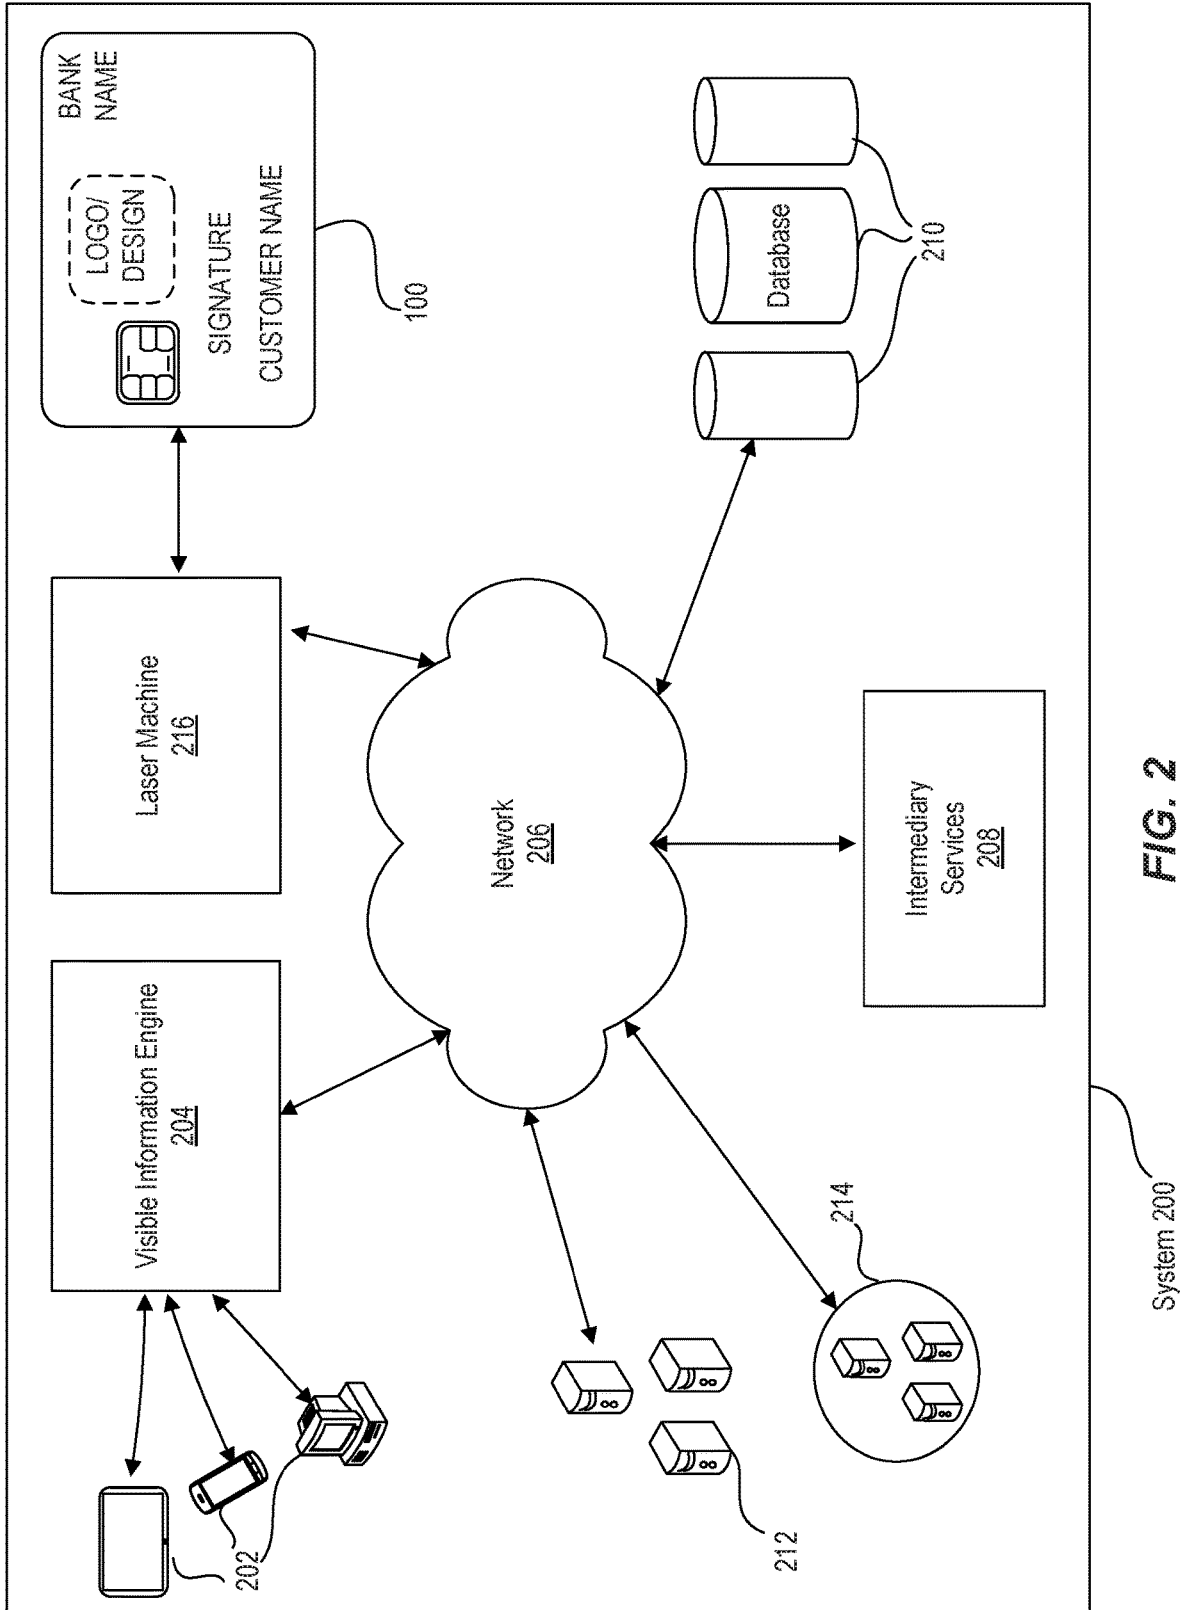 Visible Information Engine
204
Laser Machine
216
LOGO/
DESIGN
BANK
NAME
SIGNATURE
CUSTOMER NAME
100
202
Network
206
Database
210
212
214
Intermediary
Services
208
System 200
FIG. 2